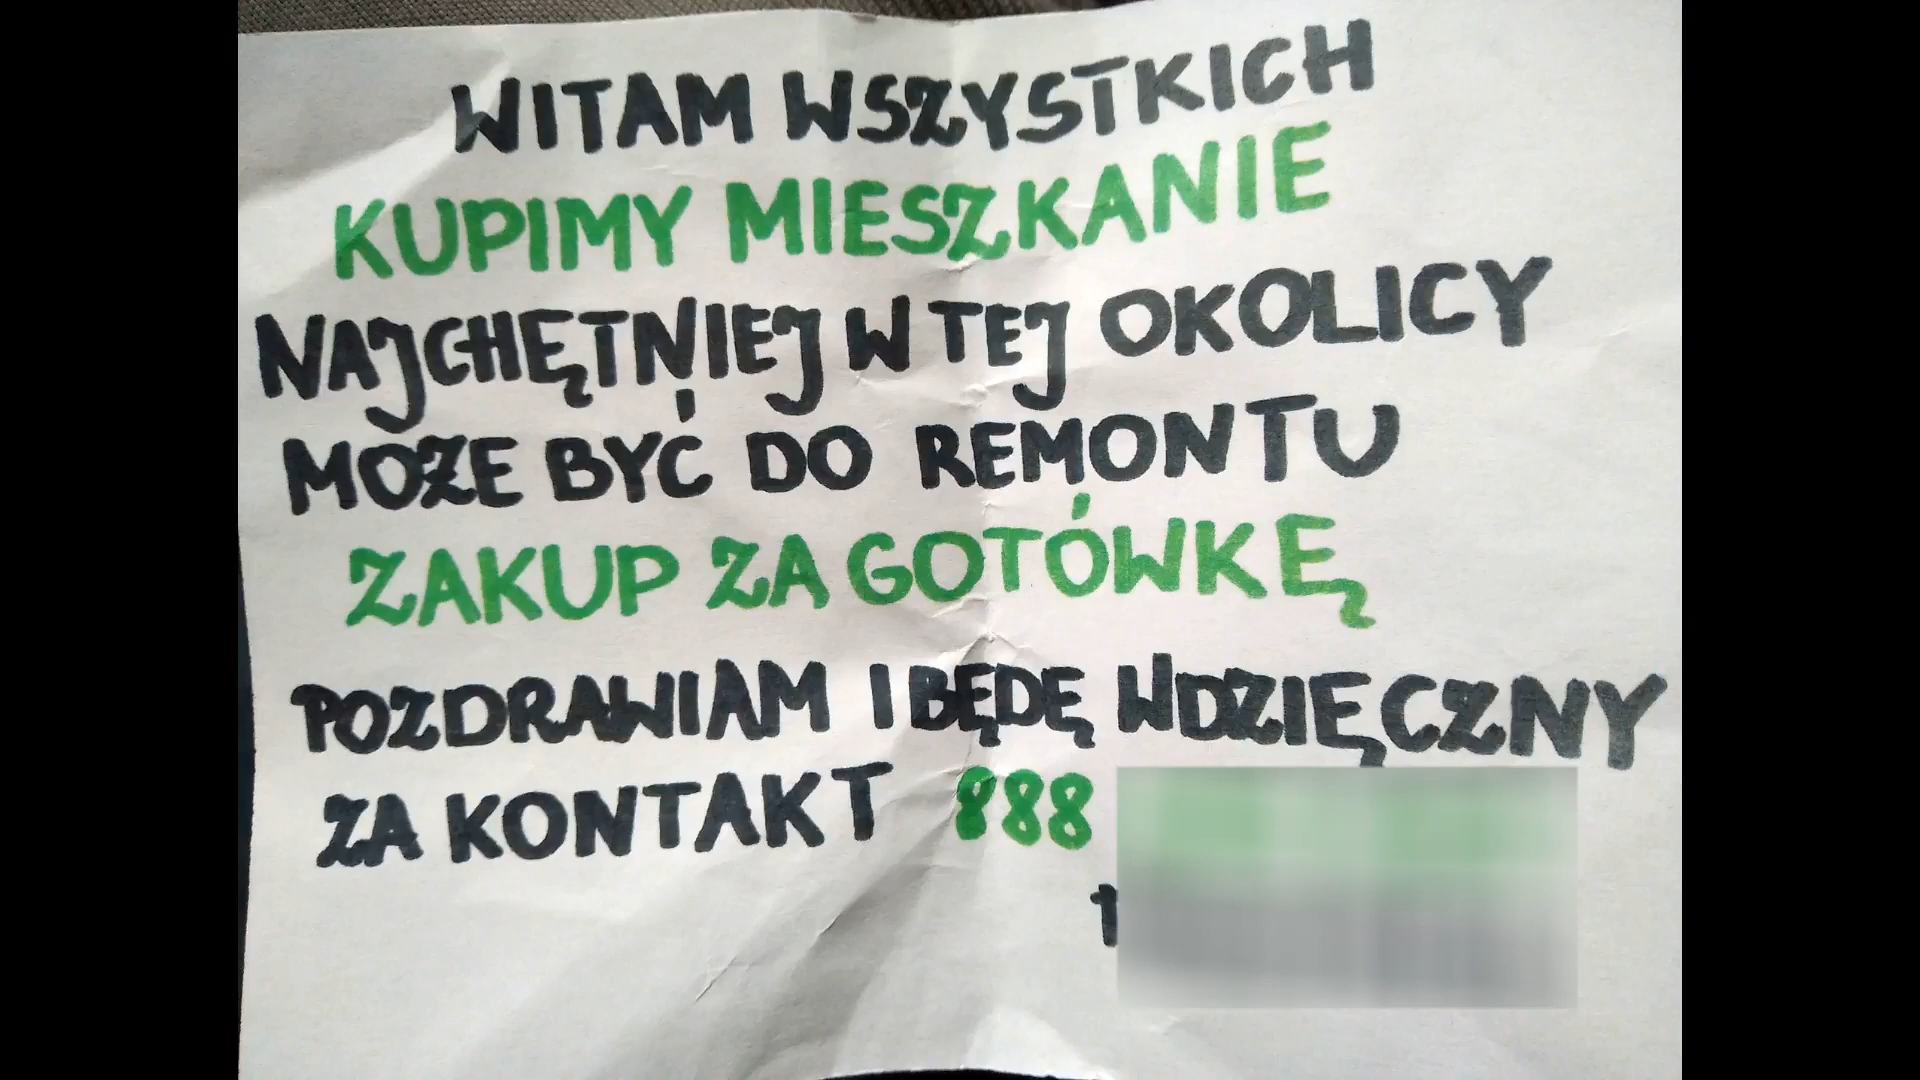 WITAM WSZYSTKICH
KUPIMY MIESZKANIE
NAJCHĘTNIEJ W TEJ OKOLICY
MOŻE BYĆ DO REMONTU
ZAKUP ZA GOTÓWKĘ
POZDRAWIAM I BĘDĘ WDZIĘCZNY
ZA KONTAKT 888